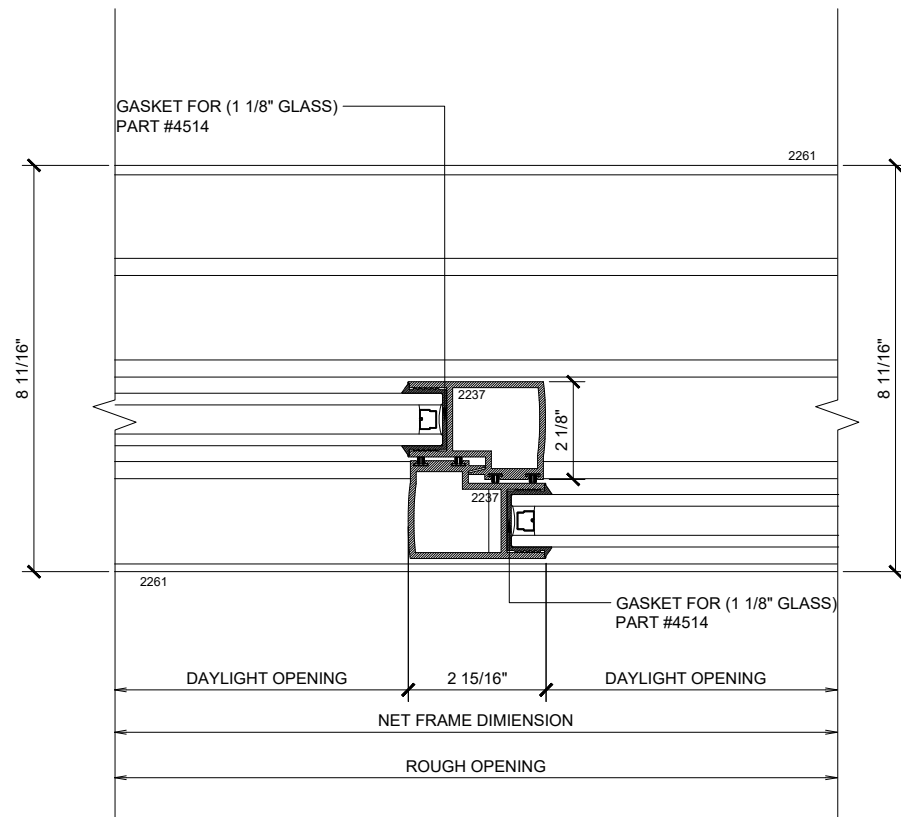 GASKET FOR (1 1/8" GLASS)
PART #4514
2261
8 11/16"
8 11/16"
2237
2 1/8"
2237
2261
GASKET FOR (1 1/8" GLASS)
PART #4514
DAYLIGHT OPENING
2 15/16"
DAYLIGHT OPENING
NET FRAME DIMIENSION
ROUGH OPENING